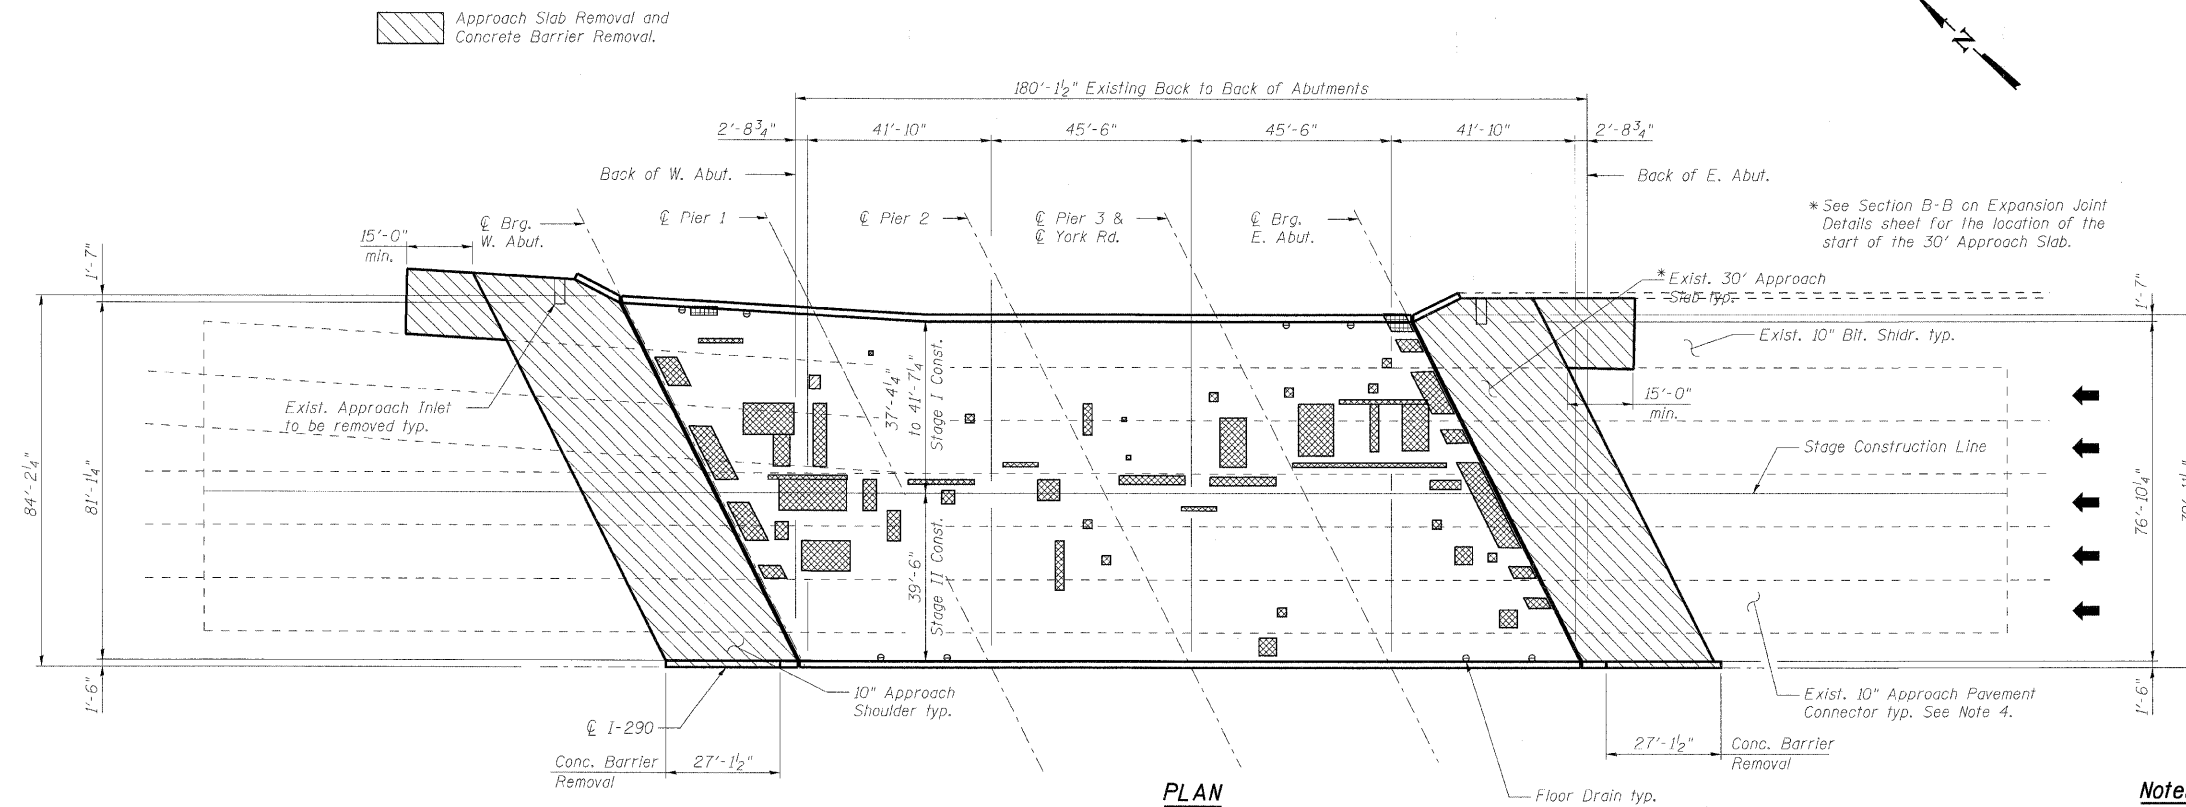 Approach Slab Removal and
Concrete Barrier Removal.
N
180'-1½" Existing Back to Back of Abutments
2'-8¾"
41'-10"
45'-6"
45'-6"
41'-10"
2'-8¾"
Back of W. Abut.
Back of E. Abut.
* See Section B-B on Expansion Joint
Details sheet for the location of the
start of the 30' Approach Slab.
℄ Brg.
W. Abut.
℄ Pier 1
℄ Pier 2
℄ Pier 3 &
℄ York Rd.
℄ Brg.
E. Abut.
15'-0"
min.
1'-7"
* Exist. 30' Approach
Slab typ.
1'-7"
Exist. 10" Bit. Shldr. typ.
Exist. Approach Inlet
to be removed typ.
37'-4¼"
to 41'-7¼"
Stage I Const.
15'-0"
min.
Stage Construction Line
84'-2¼"
81'-1¼"
76'-10¼"
39'-6"
Stage II Const.
1'-6"
10" Approach
Shoulder typ.
℄ I-290
Exist. 10" Approach Pavement
Connector typ. See Note 4.
1'-6"
Conc. Barrier
Removal
27'-1½"
27'-1½"
Conc. Barrier
Removal
Floor Drain typ.
PLAN